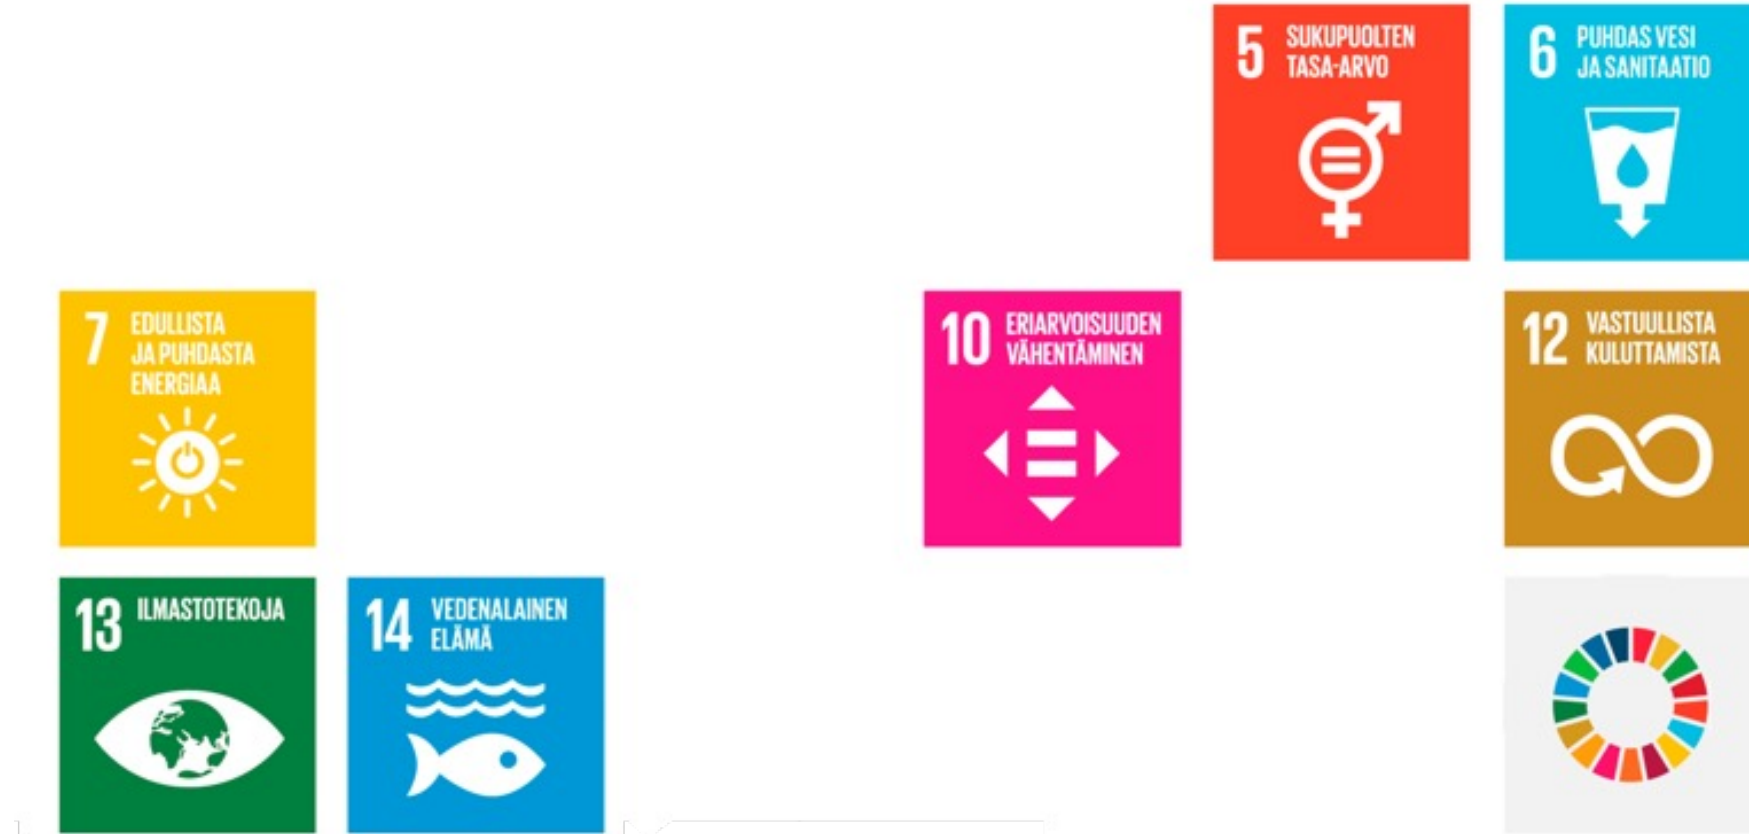 5 SUKUPUOLTEN
TASA-ARVO
6 PUHDAS VESI
JA SANITAATIO
7 EDULLISTA
JA PUHDASTA
ENERGIAA
10 ERIARVOISUUDEN
VÄHENTÄMINEN
12 VASTUULLISTA
KULUTTAMISTA
13 ILMASTOTEKOJA
14 VEDENALAINEN
ELÄMÄ